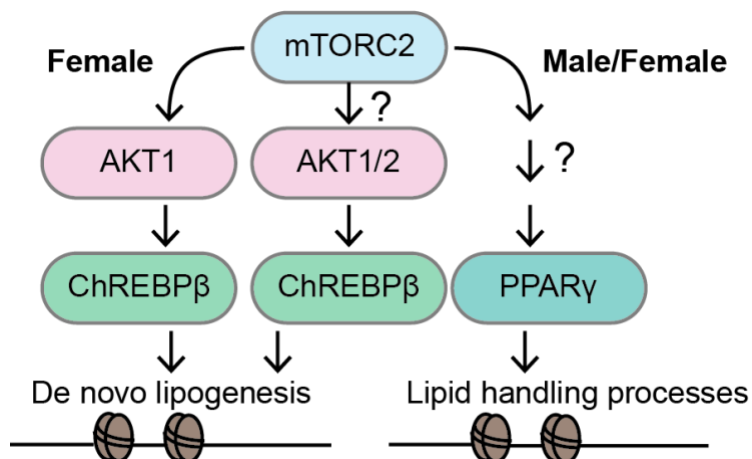 mTORC2
Female
Male/Female
?
AKT1
AKT1/2
?
ChREBPβ
ChREBPβ
PPARγ
De novo lipogenesis
Lipid handling processes